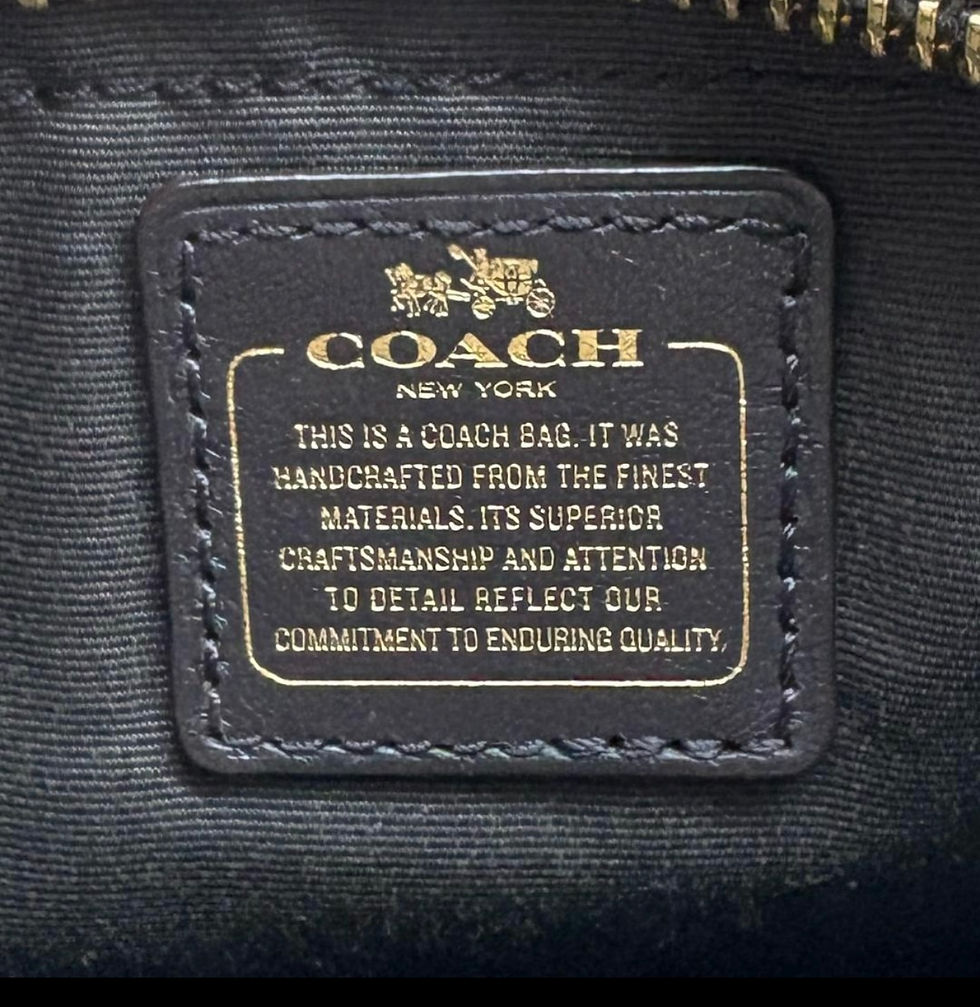 COACH
NEW YORK
THIS IS A COACH BAG. IT WAS
HANDCRAFTED FROM THE FINEST
MATERIALS. ITS SUPERIOR
CRAFTSMANSHIP AND ATTENTION
TO DETAIL REFLECT OUR
COMMITMENT TO ENDURING QUALITY.